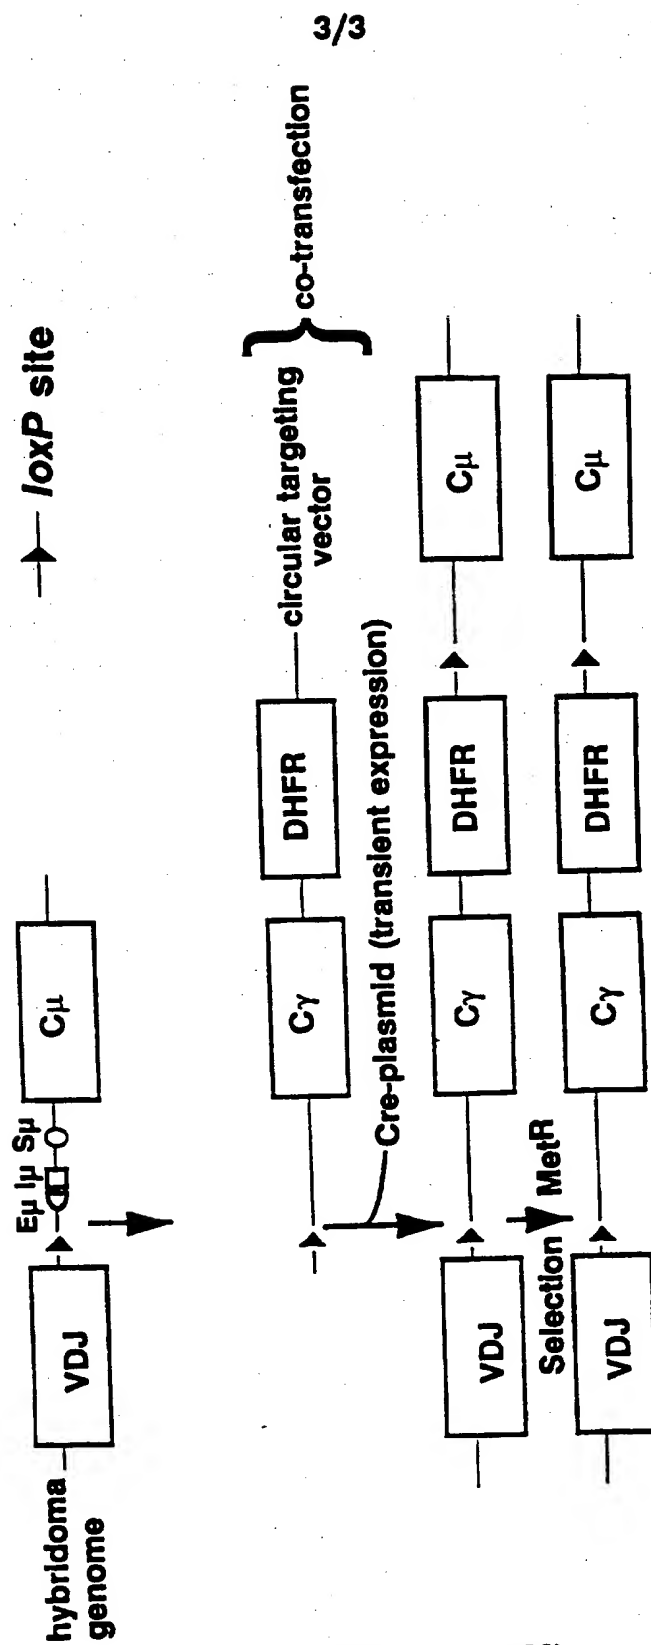 3/3
loxP site
hybridoma
genome
VDJ
Eμ Iμ Sμ
Cμ
Cγ
DHFR
circular targeting
vector
co-transfection
Cre-plasmid (transient expression)
VDJ
Cγ
DHFR
Cμ
Selection MetR
VDJ
Cγ
DHFR
Cμ